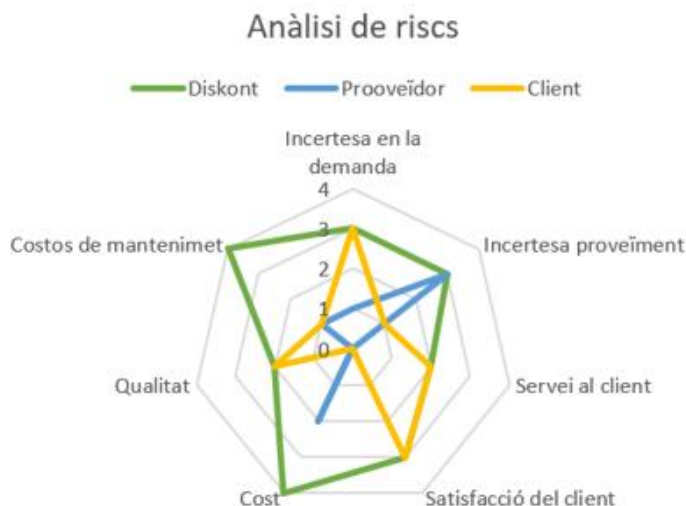 Anàlisi de riscs
Diskont Prooveïdor Client
Incertesa en la
demanda
4
Costos de mantenimet 3 Incertesa proveïment
2
1
0
Qualitat Servei al client
Cost Satisfacció del client